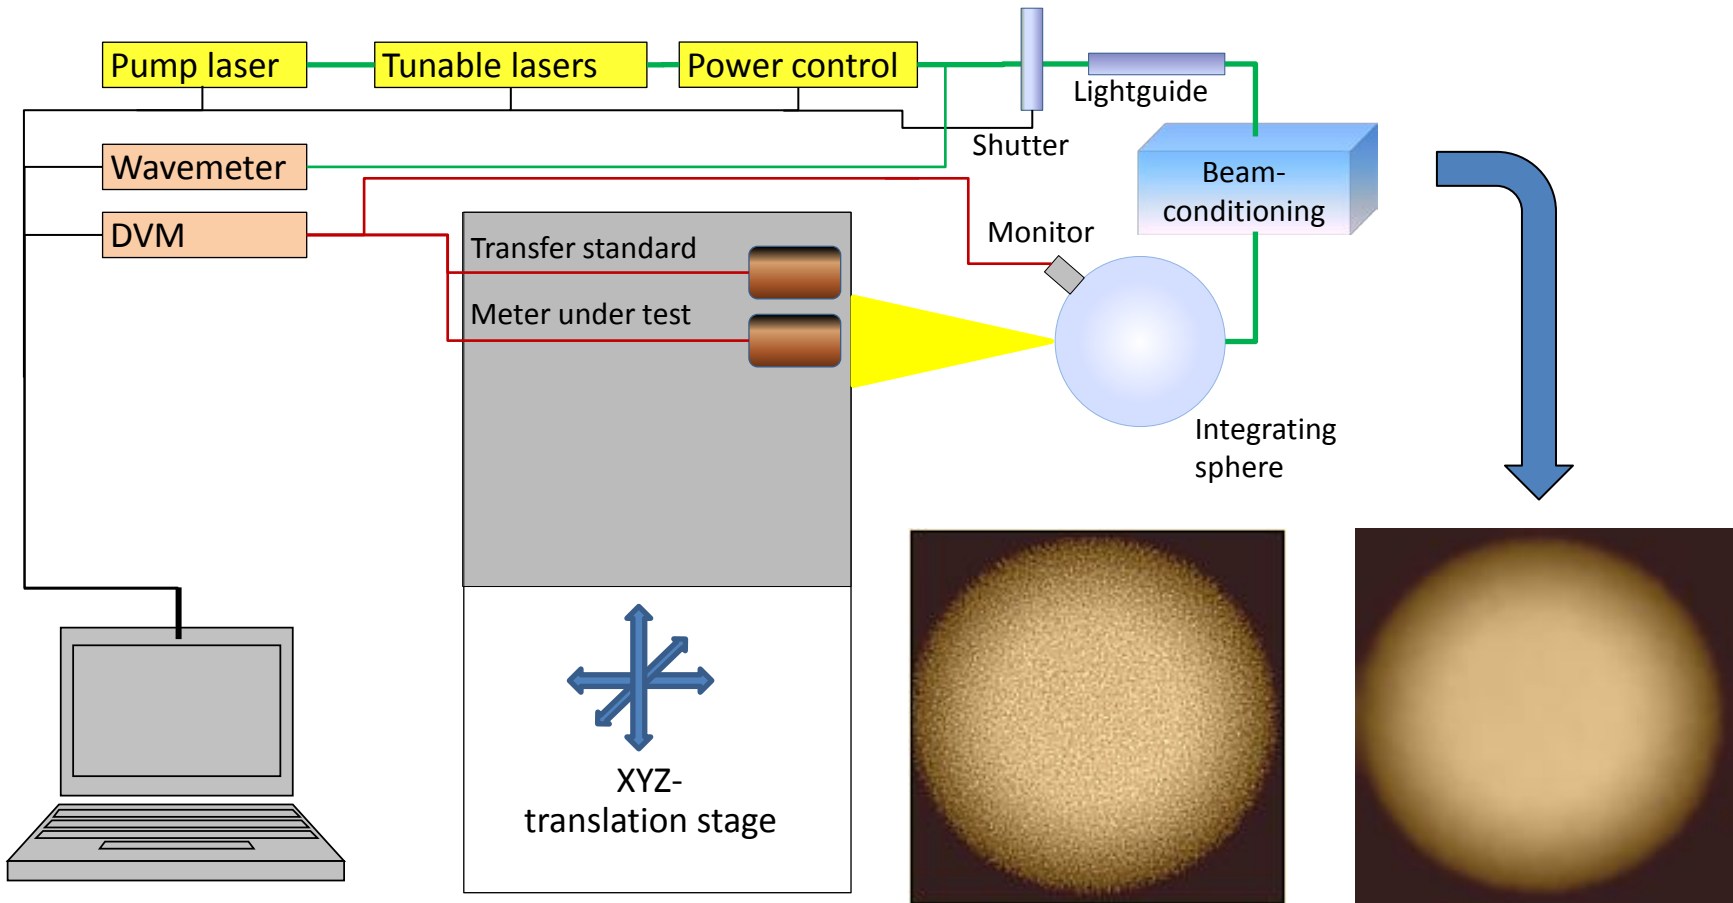 Pump laser
Tunable lasers
Power control
Lightguide
Shutter
Wavemeter
Beam-
conditioning
DVM
Monitor
Transfer standard
Meter under test
Integrating
sphere
XYZ-
translation stage